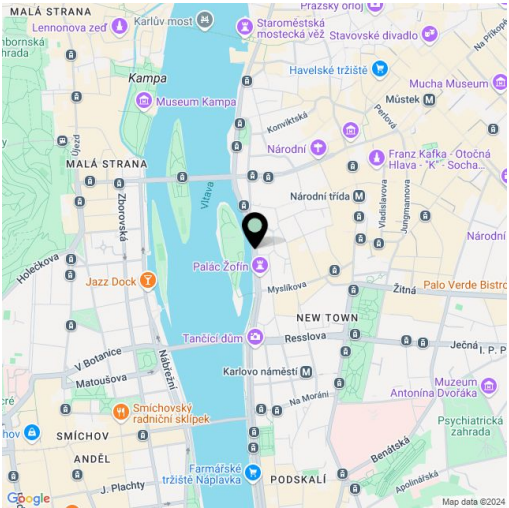 MALÁ STRANA
Lennonova zeď
Karlův most
Prašský orloj
Staroměstská
mostecká věž
Stavovské divadlo
Na Příkopě
Kampa
Havelské tržiště
Museum Kampa
Mucha Museum
Můstek
M
Perlová
Konviktská
Újezd
Národní
Franz Kafka - Otočná
Hlava - "K" - Socha...
MALÁ STRANA
Vltava
Národní třída
M
Vladislavova
Jungmannova
Zborovská
Národní
Holečkova
Palác Žofín
Jazz Dock
Myslíkova
Žitná
Palo Verde Bistro
NEW TOWN
Tančící dům
Resslova
Ječná
I. P. P
V Botanice
Nábřežní
Karlovo náměstí
M
Matoušova
Na Moráni
Muzeum
Antonína Dvořáka
Smíchovský
radniční sklípek
Psychiatrická
zahrada
SMÍCHOV
Benátská
ANDĚL
Farmářské
tržiště Náplavka
PODSKALÍ
Apolinářská
J. Plachty
Google
Map data ©2024